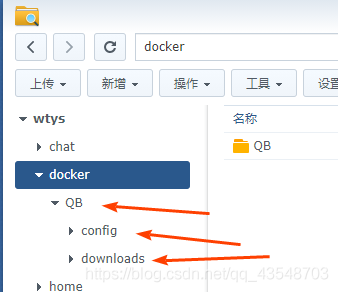 docker
上传 新增 操作 工具 设置
wtys
名称
chat
QB
docker
QB
config
downloads
home
https://blog.csdn.net/qq_43548703